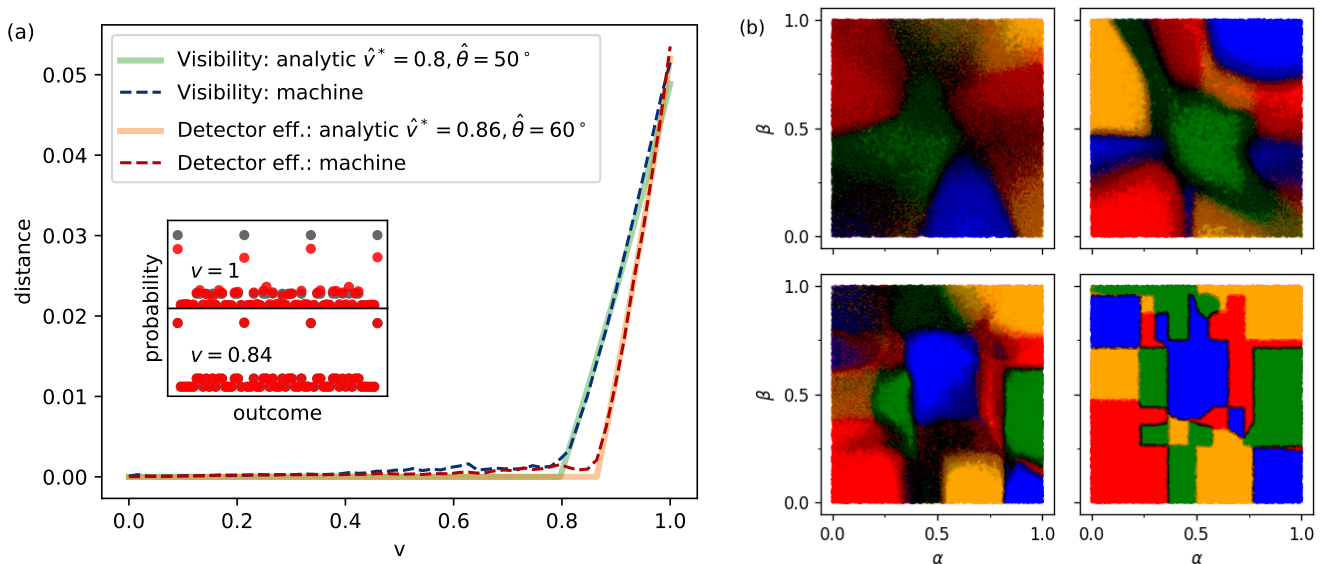 (a)
0.05
0.04
0.03
0.02
0.01
0.00
distance
Visibility: analytic v̂* = 0.8, θ̂ = 50°
Visibility: machine
Detector eff.: analytic v̂* = 0.86, θ̂ = 60°
Detector eff.: machine
probability
v = 1
v = 0.84
outcome
0.0 0.2 0.4 0.6 0.8 1.0
v
(b)
1.0
β 0.5
0.0
1.0
β 0.5
0.0
0.0 0.5 1.0 0.0 0.5 1.0
α α